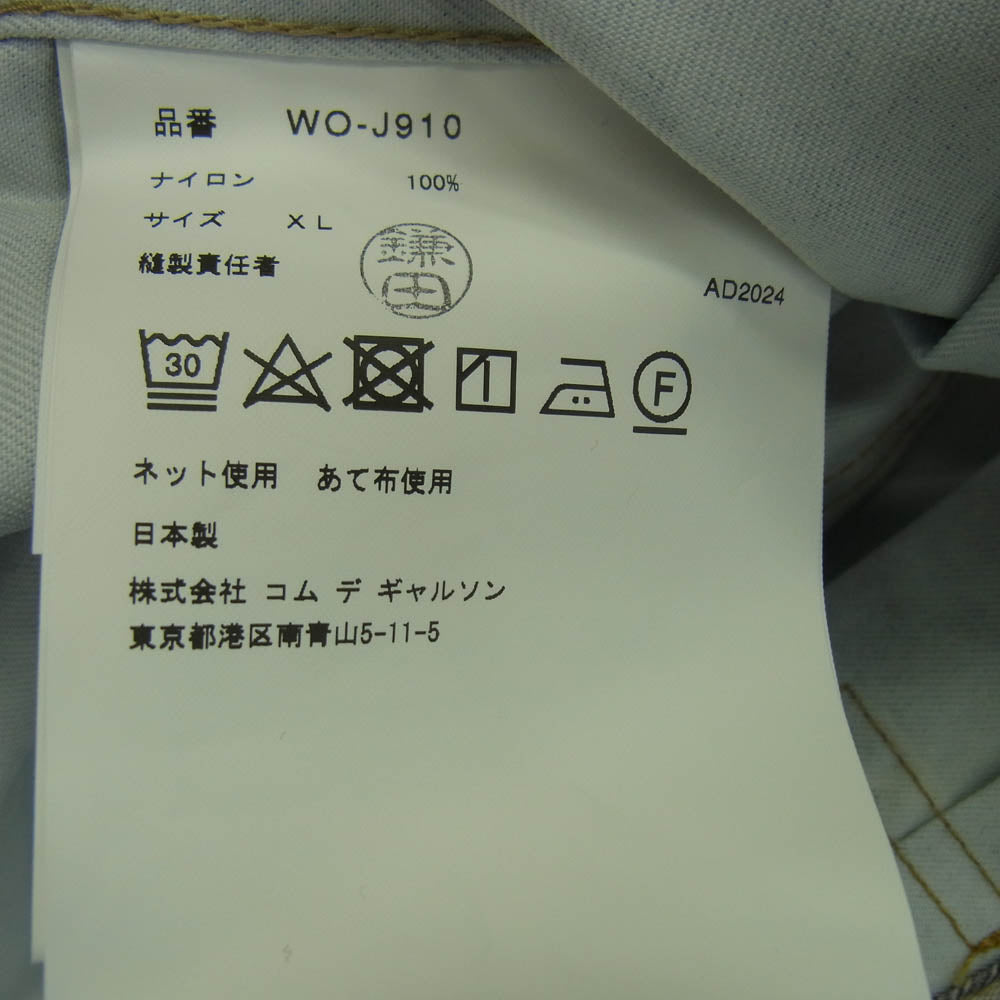 品番 WO-J910
ナイロン 100%
サイズ XL
縫製責任者 鎌田
AD2024
30
F
ネット使用 あて布使用
日本製
株式会社 コム デ ギャルソン
東京都港区南青山5-11-5